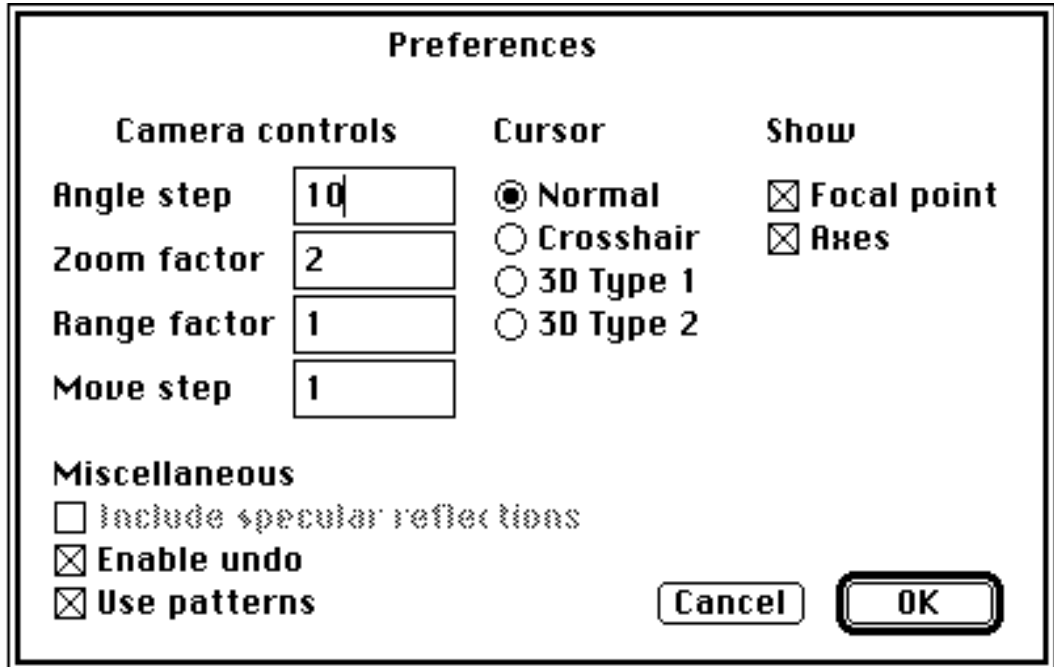 Preferences
Camera controls
Angle step 10
Zoom factor 2
Range factor 1
Move step 1
Cursor
Normal
Crosshair
3D Type 1
3D Type 2
Show
Focal point
Axes
Miscellaneous
Include specular reflections
Enable undo
Use patterns
Cancel
OK